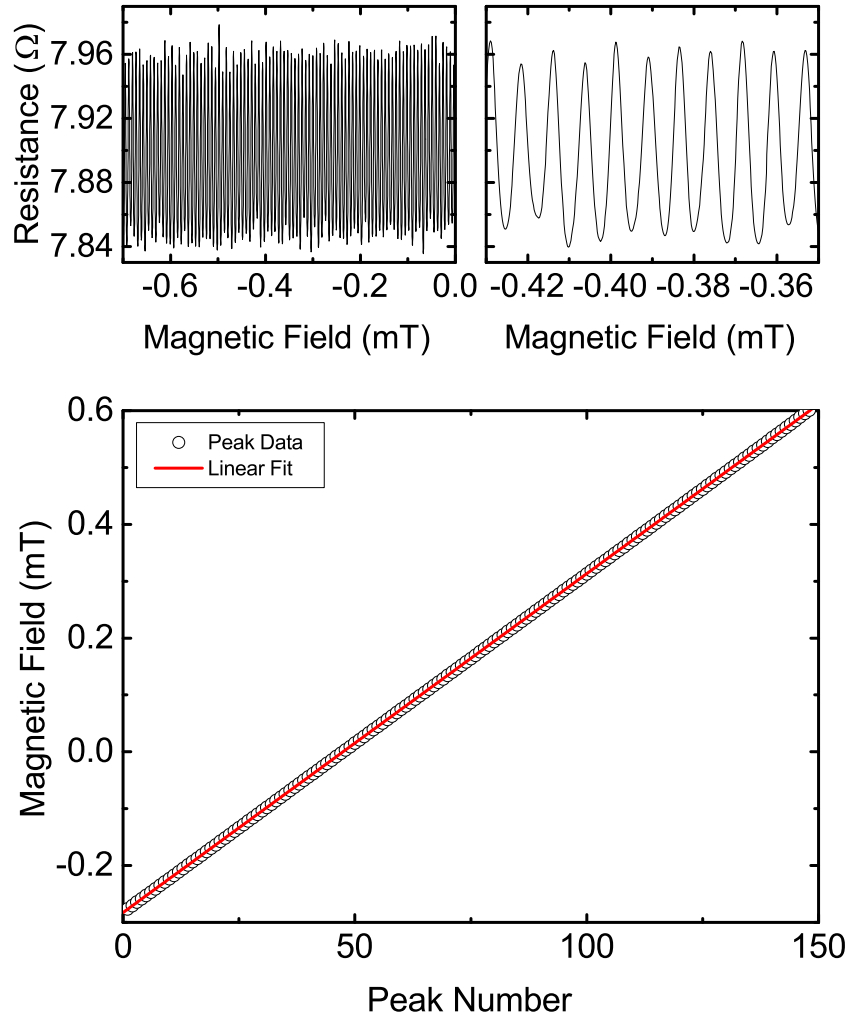 Resistance (Ω)
7.96
7.92
7.88
7.84
-0.6 -0.4 -0.2 0.0
-0.42 -0.40 -0.38 -0.36
Magnetic Field (mT)
Magnetic Field (mT)
Magnetic Field (mT)
0.6
0.4
0.2
0.0
-0.2
Peak Data
Linear Fit
0 50 100 150
Peak Number